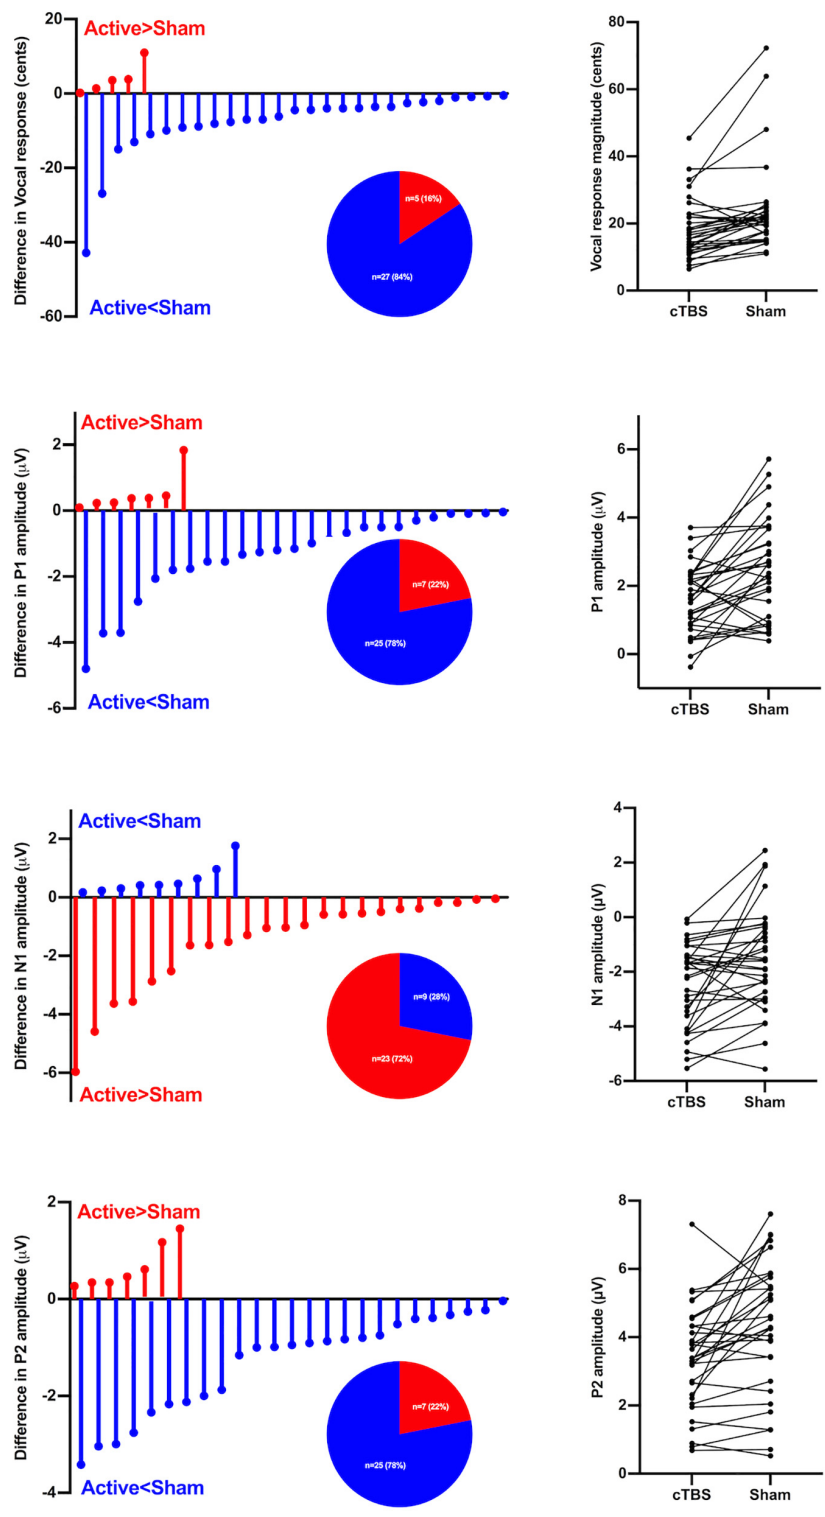 Difference in Vocal response (cents)
20
0
-20
-40
-60
Active>Sham
Active<Sham
n=5 (16%)
n=27 (84%)
Vocal response magnitude (cents)
80
60
40
20
0
cTBS Sham
Difference in P1 amplitude (μV)
2
0
-2
-4
-6
Active>Sham
Active<Sham
n=7 (22%)
n=25 (78%)
P1 amplitude (μV)
6
4
2
0
cTBS Sham
Difference in N1 amplitude (μV)
2
0
-2
-4
-6
Active<Sham
Active>Sham
n=9 (28%)
n=23 (72%)
N1 amplitude (μV)
4
2
0
-2
-4
-6
cTBS Sham
Difference in P2 amplitude (μV)
2
0
-2
-4
Active>Sham
Active<Sham
n=7 (22%)
n=25 (78%)
P2 amplitude (μV)
8
6
4
2
0
cTBS Sham